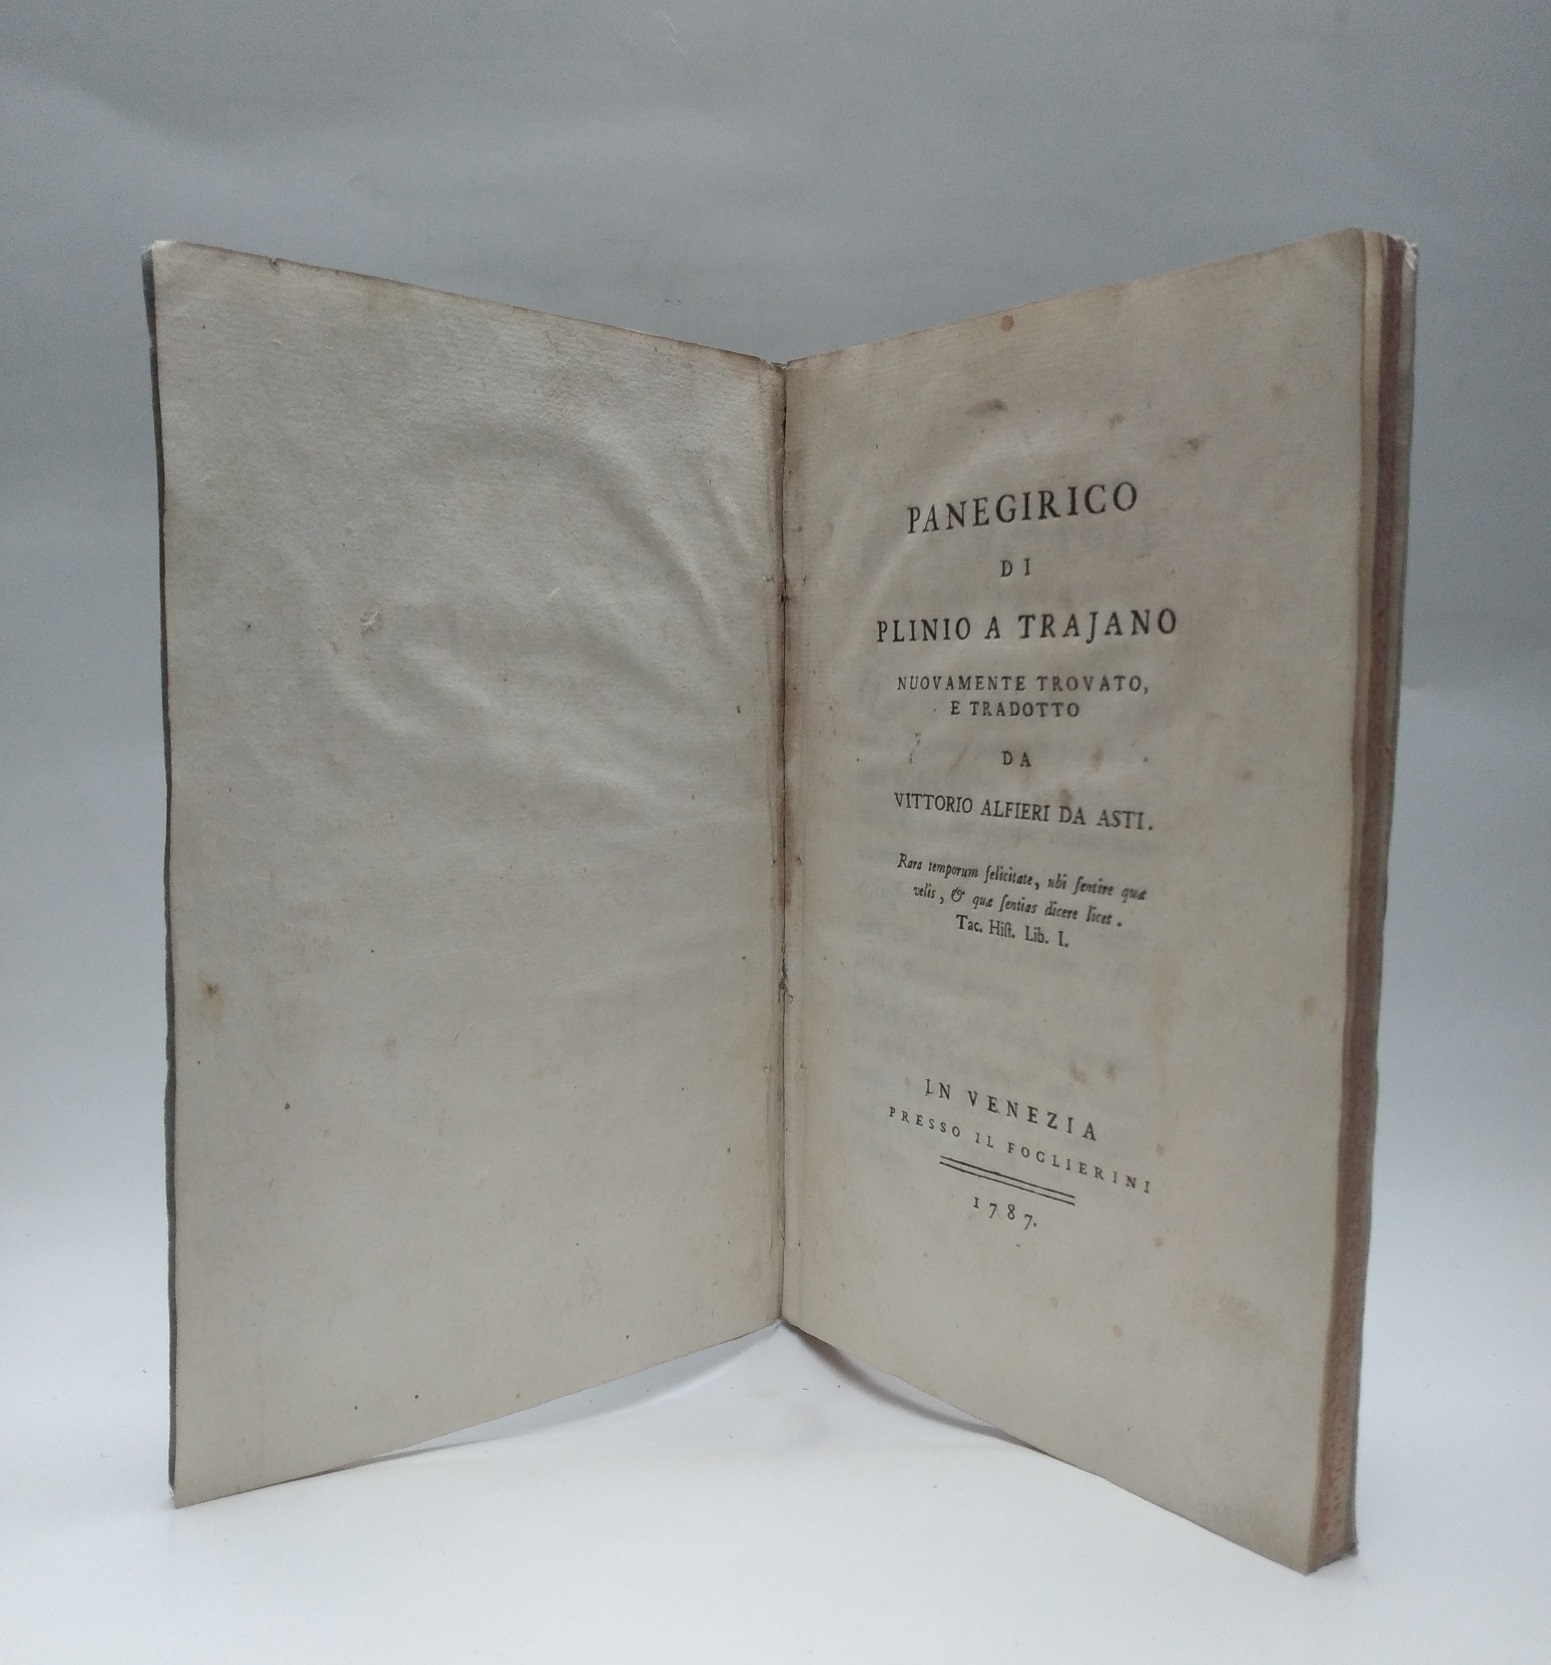 PANEGIRICO
DI
PLINIO A TRAJANO
NUOVAMENTE TROVATO,
E TRADOTTO
DA
VITTORIO ALFIERI DA ASTI.
Rara temporum ſelicitate, ubi ſentire quæ
velis, & quæ ſentias dicere licet.
Tac. Hiſt. Lib. I.
IN VENEZIA
PRESSO IL FOGLIERINI
1787.